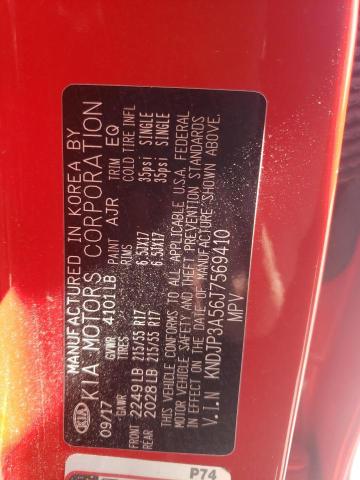 KIA
MANUFACTURED IN KOREA BY
KIA MOTORS CORPORATION
09/17 GVWR 4101LB PAINT AJR TRIM EQ
GAWR TIRES RIMS COLD TIRE INFL
FRONT 2249LB 215/55 R17 6.5JX17 35psi SINGLE
REAR 2028LB 215/55 R17 6.5JX17 35psi SINGLE
THIS VEHICLE CONFORMS TO ALL APPLICABLE U.S.A. FEDERAL
MOTOR VEHICLE SAFETY AND THEFT PREVENTION STANDARDS
IN EFFECT ON THE DATE OF MANUFACTURE SHOWN ABOVE.
V.I.N KNDJP3A56J7569410
MPV
P74